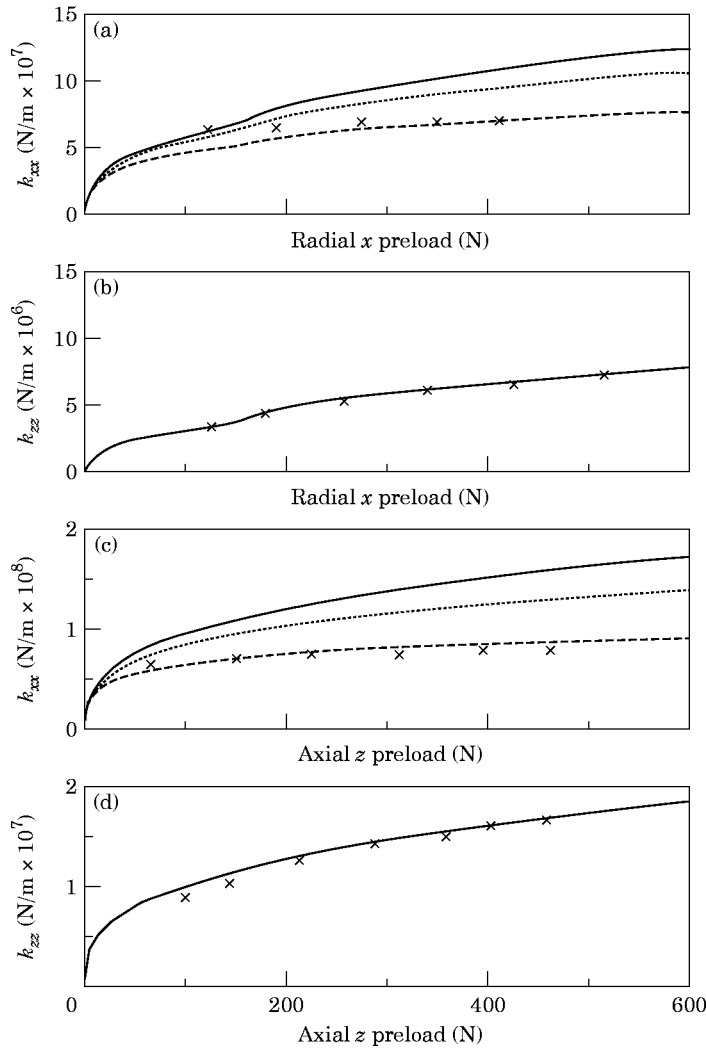 (a)
15
10
5
0
k_xx (N/m × 10^7)
Radial x preload (N)
(b)
15
10
5
0
k_zz (N/m × 10^6)
Radial x preload (N)
(c)
2
1
0
k_xx (N/m × 10^8)
Axial z preload (N)
(d)
2
1
k_zz (N/m × 10^7)
0 200 400 600
Axial z preload (N)